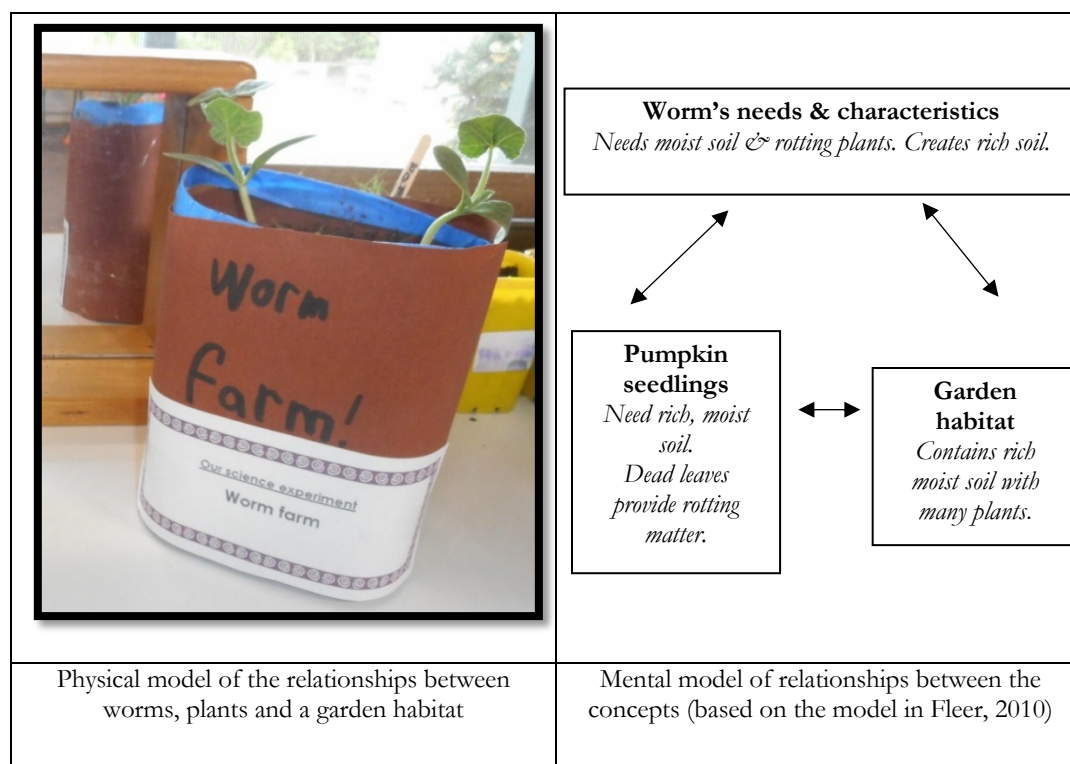 Worm
farm!
Our science experiment
Worm farm
Worm's needs & characteristics
Needs moist soil & rotting plants. Creates rich soil.
Pumpkin
seedlings
Need rich, moist
soil.
Dead leaves
provide rotting
matter.
Garden
habitat
Contains rich
moist soil with
many plants.
Physical model of the relationships between
worms, plants and a garden habitat
Mental model of relationships between the
concepts (based on the model in Fleer, 2010)